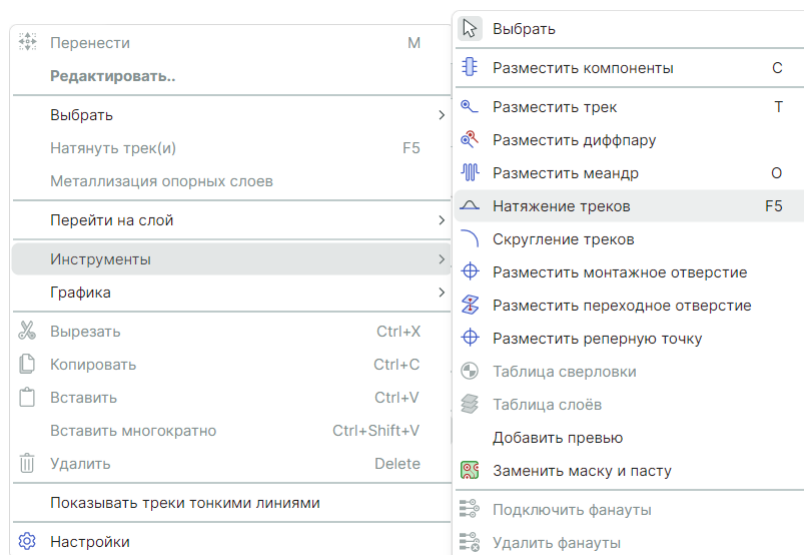 Перенести M
Редактировать..
Выбрать
Натянуть трек(и) F5
Металлизация опорных слоев
Перейти на слой
Инструменты
Графика
Вырезать Ctrl+X
Копировать Ctrl+C
Вставить Ctrl+V
Вставить многократно Ctrl+Shift+V
Удалить Delete
Показывать треки тонкими линиями
Настройки
Выбрать
Разместить компоненты C
Разместить трек T
Разместить диффпару
Разместить меандр O
Натяжение треков F5
Скругление треков
Разместить монтажное отверстие
Разместить переходное отверстие
Разместить реперную точку
Таблица сверловки
Таблица слоёв
Добавить превью
Заменить маску и пасту
Подключить фанауты
Удалить фанауты